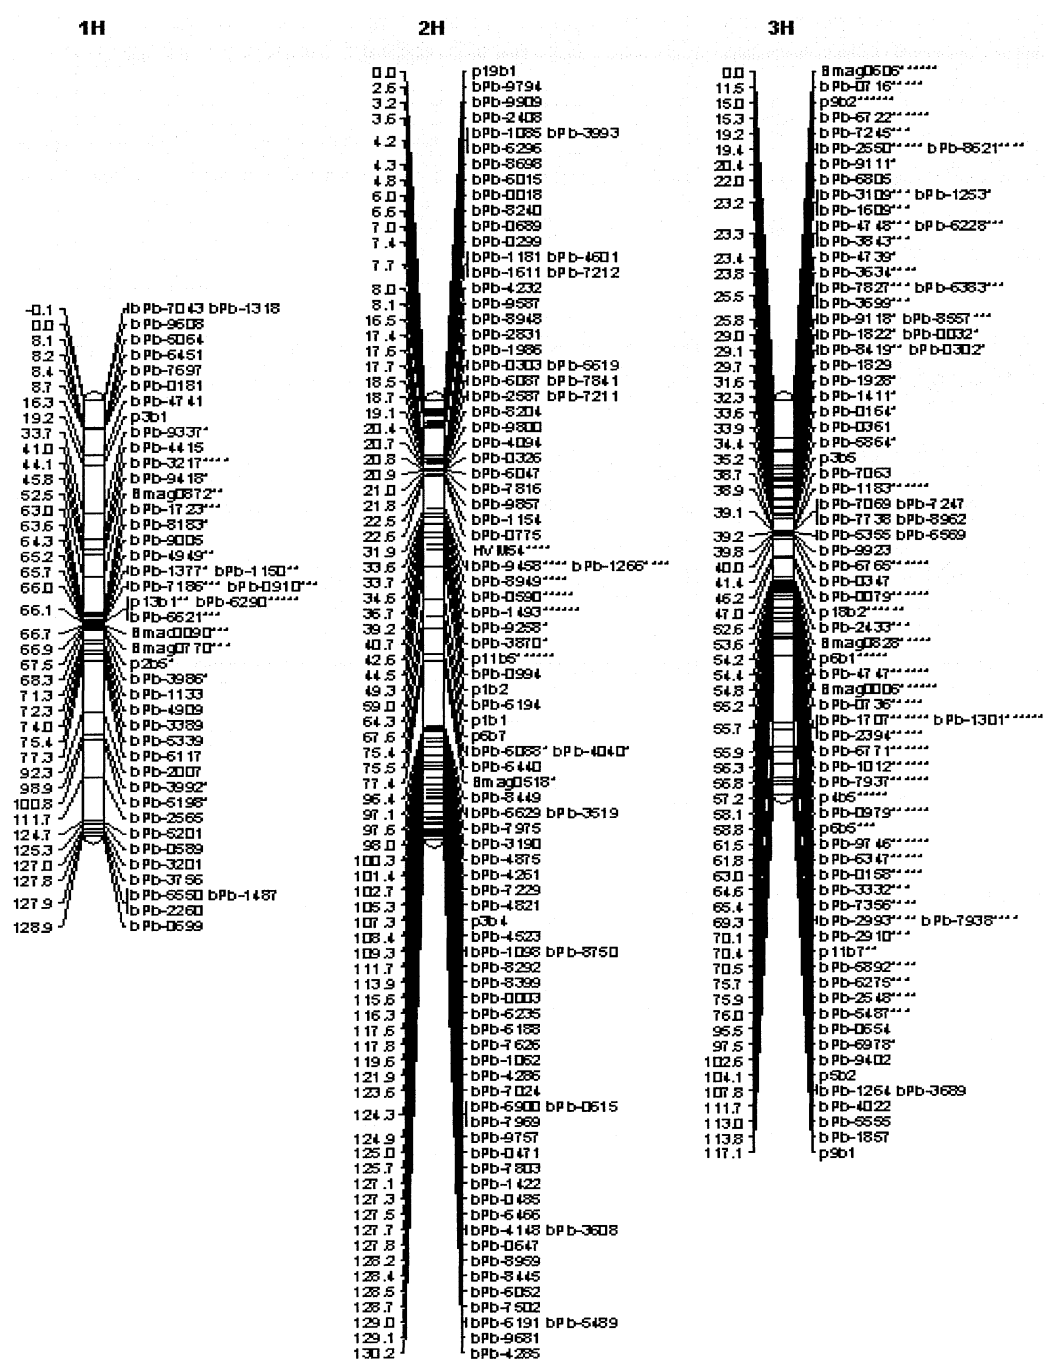 1H
-0.1 bPb-7043 bPb-1318
0.0 bPb-9608
8.1 bPb-5064
8.2 bPb-6451
8.4 bPb-7697
8.7 bPb-0181
16.3 bPb-4741
19.2 p3b1
33.7 bPb-9337*
41.0 bPb-4415
44.1 bPb-3217****
45.8 bPb-9418*
52.5 Bmag0872**
63.0 bPb-1723***
63.6 bPb-8183*
64.3 bPb-9005
65.2 bPb-4949**
65.7 bPb-1377* bPb-1150**
66.0 bPb-7186*** bPb-0910***
66.1 p13b1** bPb-6290*****
bPb-6621***
66.7 Bmag0090***
66.9 Bmag0770***
67.5 p2b5*
68.3 bPb-3986*
71.3 bPb-1133
72.3 bPb-4909
74.0 bPb-3389
75.4 bPb-5339
77.3 bPb-6117
92.3 bPb-2007
98.9 bPb-3992*
100.8 bPb-5198*
111.7 bPb-2565
124.7 bPb-5201
125.3 bPb-0589
127.0 bPb-3201
127.8 bPb-3756
127.9 bPb-6550 bPb-1487
bPb-2260
128.9 bPb-0699
2H
0.0 p19b1
2.6 bPb-9794
3.2 bPb-9909
3.6 bPb-2408
4.2 bPb-1085 bPb-3993
bPb-6296
4.3 bPb-8698
4.8 bPb-6015
6.0 bPb-0018
6.6 bPb-8240
7.0 bPb-0689
7.4 bPb-0299
7.7 bPb-1181 bPb-4601
bPb-1611 bPb-7212
8.0 bPb-4232
8.1 bPb-9587
16.5 bPb-8948
17.4 bPb-2831
17.6 bPb-1986
17.7 bPb-0303 bPb-5619
18.5 bPb-6087 bPb-7841
18.7 bPb-2587 bPb-7211
19.1 bPb-8204
20.4 bPb-9800
20.7 bPb-4094
20.8 bPb-0326
20.9 bPb-6047
21.0 bPb-7816
21.8 bPb-9857
22.5 bPb-1154
22.6 bPb-0775
31.9 HVM54****
33.6 bPb-9458**** bPb-1266****
33.7 bPb-8949****
34.6 bPb-0590*****
36.7 bPb-1493*****
39.2 bPb-9258*
40.7 bPb-3870*
42.6 p11b5*****
44.5 bPb-0994
49.3 p1b2
59.0 bPb-6194
64.3 p1b1
67.6 p6b7
75.4 bPb-6088* bPb-4040*
75.5 bPb-6440
77.4 Bmag0518*
96.4 bPb-8449
97.1 bPb-6629 bPb-3519
97.6 bPb-7975
98.0 bPb-3190
100.3 bPb-4875
101.4 bPb-4261
102.7 bPb-7229
105.3 bPb-4821
107.3 p3b4
108.4 bPb-4523
109.3 bPb-1098 bPb-8750
111.7 bPb-8292
113.9 bPb-8399
115.6 bPb-0003
116.3 bPb-6235
117.6 bPb-6188
117.8 bPb-7626
119.6 bPb-1062
121.9 bPb-4286
123.6 bPb-7024
124.3 bPb-6900 bPb-0615
bPb-7969
124.9 bPb-9757
125.0 bPb-0471
125.7 bPb-7803
127.1 bPb-1422
127.3 bPb-0485
127.5 bPb-6466
127.7 bPb-4148 bPb-3608
127.8 bPb-0647
128.2 bPb-8959
128.4 bPb-8445
128.5 bPb-6052
128.7 bPb-7502
129.0 bPb-6191 bPb-5489
129.1 bPb-9681
130.2 bPb-4285
3H
0.0 Bmag0606******
11.5 bPb-0716*****
15.0 p9b2******
15.3 bPb-6722******
19.2 bPb-7245***
19.4 bPb-2550***** bPb-8621****
20.4 bPb-9111*
22.0 bPb-6805
23.2 bPb-3109*** bPb-1253*
bPb-1609***
23.3 bPb-4748*** bPb-6228***
bPb-3843***
23.4 bPb-4739*
23.8 bPb-3634***
25.5 bPb-7827*** bPb-6383***
bPb-3699***
25.8 bPb-9118* bPb-8557***
29.0 bPb-1822* bPb-0032*
29.1 bPb-8419** bPb-0302*
29.7 bPb-1829
31.6 bPb-1928*
32.3 bPb-1411*
33.6 bPb-0164*
33.9 bPb-0361
34.4 bPb-5864*
35.2 p3b5
38.7 bPb-7063
38.9 bPb-1183*****
39.1 bPb-7069 bPb-7247
bPb-7738 bPb-8962
39.2 bPb-5355 bPb-6569
39.8 bPb-9923
40.0 bPb-6765**
41.4 bPb-0347
46.2 bPb-0079****
47.0 p18b2******
52.6 bPb-2433***
53.6 Bmag0828******
54.2 p6b1*****
54.4 bPb-4747*****
54.8 Bmag0006*****
55.2 bPb-0736*****
55.7 bPb-1707****** bPb-1301******
bPb-2394*****
55.9 bPb-6771******
56.3 bPb-1012******
56.8 bPb-7937******
57.2 p4b5*****
58.1 bPb-0979******
58.8 p6b5***
61.5 bPb-9746******
61.8 bPb-6347*****
63.0 bPb-0158*****
64.6 bPb-3332****
65.4 bPb-7356****
69.3 bPb-2993**** bPb-7938****
70.1 bPb-2910***
70.4 p11b7**
70.5 bPb-5892****
75.7 bPb-6275****
75.9 bPb-2548****
76.0 bPb-5487****
95.5 bPb-0654
97.5 bPb-6978*
102.6 bPb-9402
104.1 p5b2
107.8 bPb-1264 bPb-3689
111.7 bPb-4022
113.0 bPb-5555
113.8 bPb-1857
117.1 p9b1